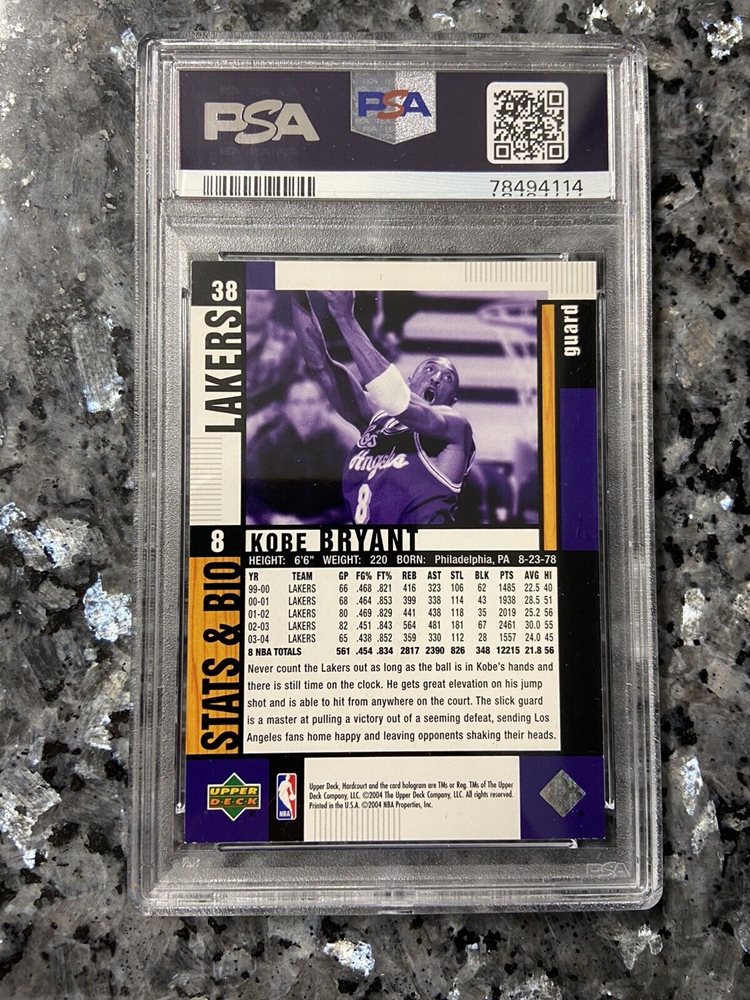 PSA
PSA
78494114
38
LAKERS
guard
Los
Angeles
8
8 KOBE BRYANT
STATS & BIO
HEIGHT: 6'6" WEIGHT: 220 BORN: Philadelphia, PA 8-23-78
YR TEAM GP FG% FT% REB AST STL BLK PTS AVG HI
99-00 LAKERS 66 .468 .821 416 323 106 62 1485 22.5 40
00-01 LAKERS 68 .464 .853 399 338 114 43 1938 28.5 51
01-02 LAKERS 80 .469 .829 441 438 118 35 2019 25.2 56
02-03 LAKERS 82 .451 .843 564 481 181 67 2461 30.0 55
03-04 LAKERS 65 .438 .852 359 330 112 28 1557 24.0 45
8 NBA TOTALS 561 .454 .834 2817 2390 826 348 12215 21.8 56
Never count the Lakers out as long as the ball is in Kobe's hands and
there is still time on the clock. He gets great elevation on his jump
shot and is able to hit from anywhere on the court. The slick guard
is a master at pulling a victory out of a seeming defeat, sending Los
Angeles fans home happy and leaving opponents shaking their heads.
UPPER
DECK
NBA
Upper Deck, Hardcourt and the card hologram are TMs or Reg. TMs of The Upper
Deck Company, LLC. ©2004 The Upper Deck Company, LLC. All rights reserved.
Printed in the U.S.A. ©2004 NBA Properties, Inc.
PSA